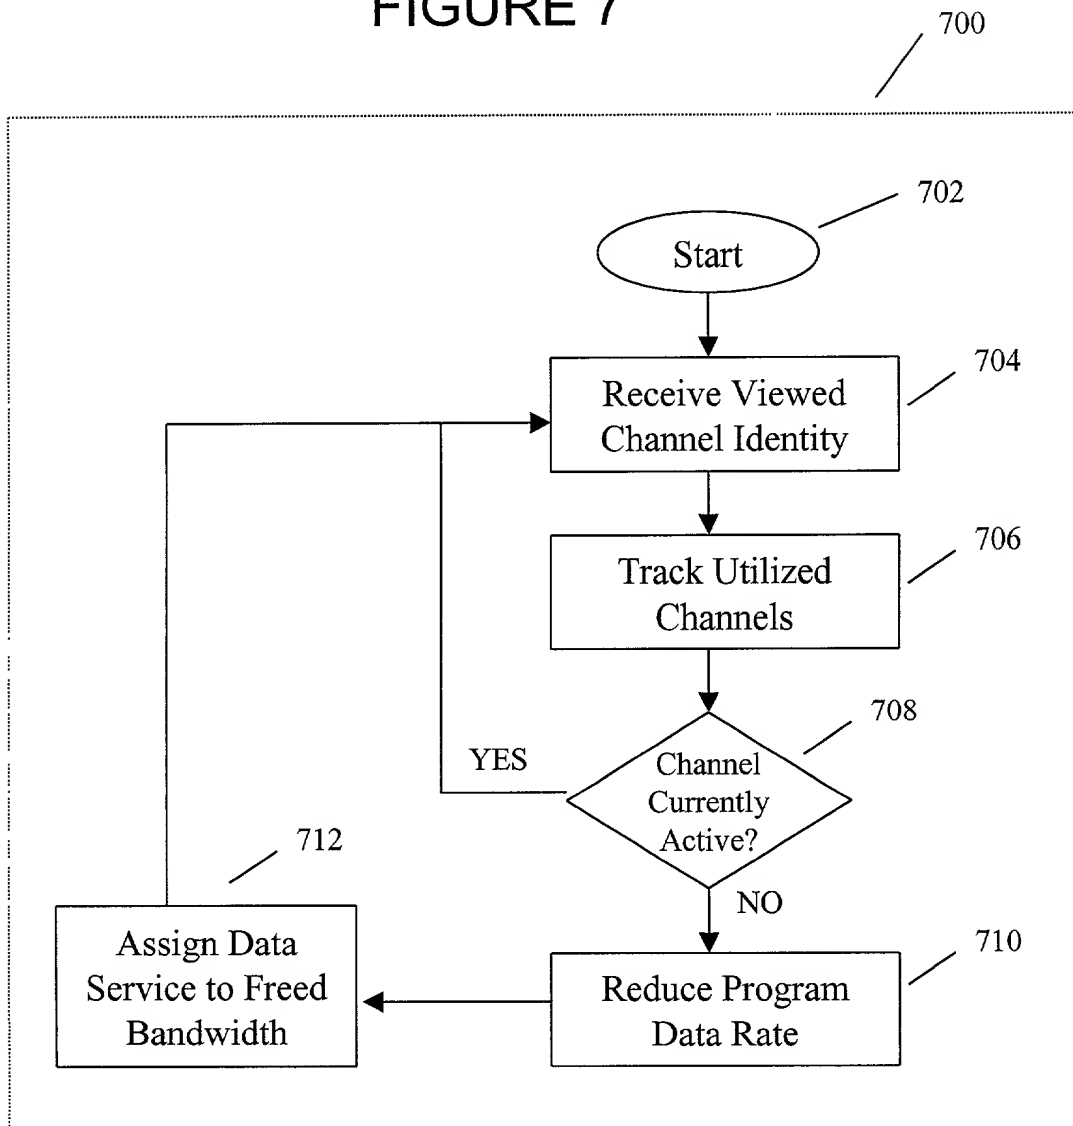 FIGURE 7
700
702
Start
704
Receive Viewed
Channel Identity
706
Track Utilized
Channels
708
YES
Channel
Currently
Active?
712
NO
710
Assign Data
Service to Freed
Bandwidth
Reduce Program
Data Rate